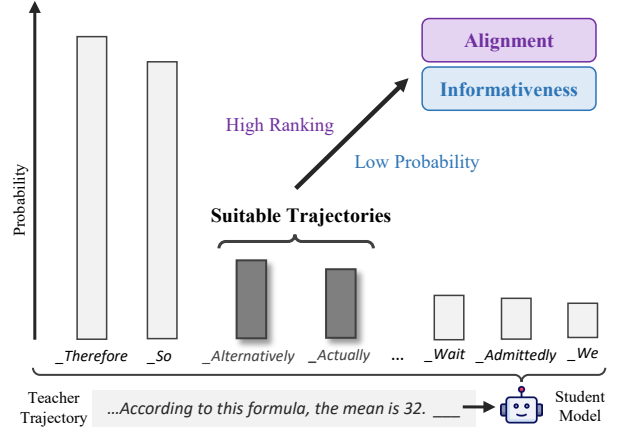 Alignment
Informativeness
High Ranking
Low Probability
Suitable Trajectories
Probability
_Therefore
_So
_Alternatively
_Actually
...
_Wait
_Admittedly
_We
Teacher
Trajectory
...According to this formula, the mean is 32. ___
Student
Model